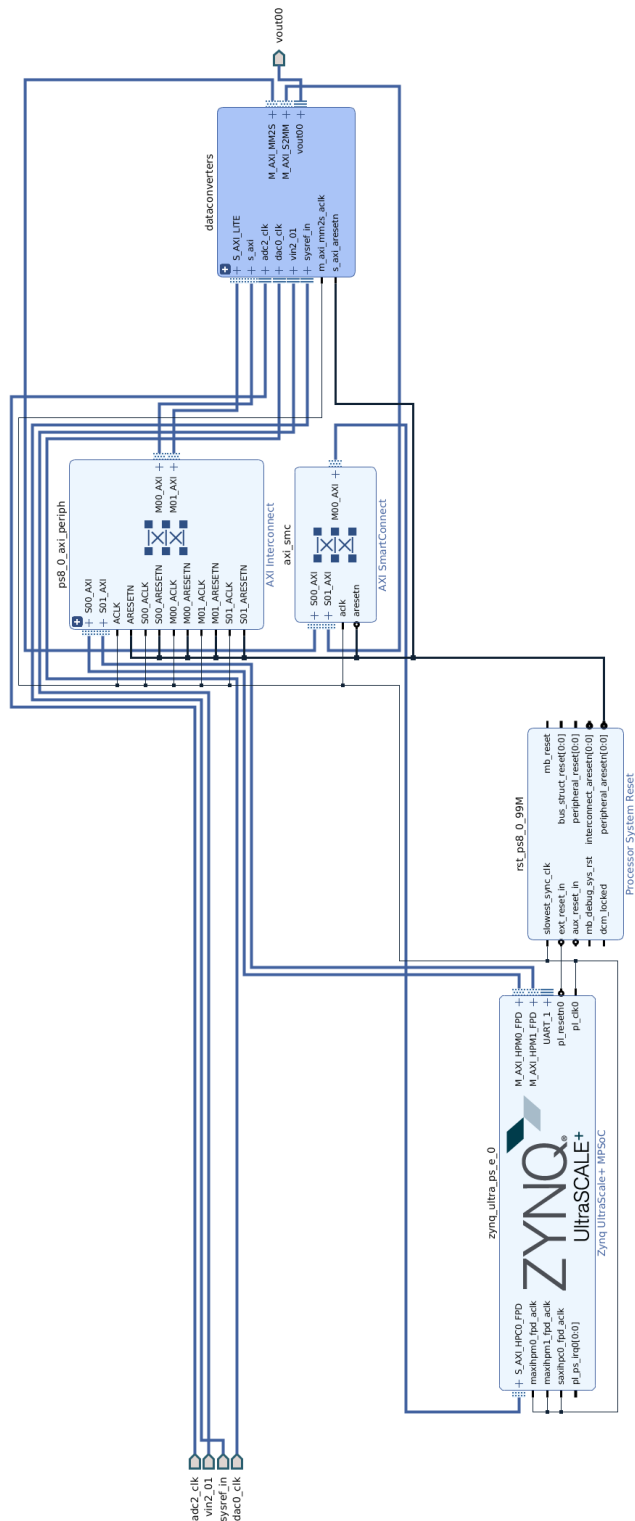 adc2_clk
vin2_01
sysref_in
dac0_clk
zynq_ultra_ps_e_0
S_AXI_HPC0_FPD
maxihpm0_fpd_aclk
maxihpm1_fpd_aclk
saxihpc0_fpd_aclk
pl_ps_irq0[0:0]
ZYNQ®
UltraSCALE+
M_AXI_HPM0_FPD
M_AXI_HPM1_FPD
UART_1
pl_resetn0
pl_clk0
Zynq UltraScale+ MPSoC
rst_ps8_0_99M
slowest_sync_clk
ext_reset_in
aux_reset_in
mb_debug_sys_rst
dcm_locked
mb_reset
bus_struct_reset[0:0]
peripheral_reset[0:0]
interconnect_aresetn[0:0]
peripheral_aresetn[0:0]
Processor System Reset
ps8_0_axi_periph
S00_AXI
S01_AXI
ACLK
ARESETN
S00_ACLK
S00_ARESETN
M00_ACLK
M00_ARESETN
M01_ACLK
M01_ARESETN
S01_ACLK
S01_ARESETN
M00_AXI
M01_AXI
AXI Interconnect
axi_smc
S00_AXI
S01_AXI
aclk
aresetn
M00_AXI
AXI SmartConnect
dataconverters
S_AXI_LITE
s_axi
adc2_clk
dac0_clk
vin2_01
sysref_in
m_axi_mm2s_aclk
s_axi_aresetn
M_AXI_MM2S
M_AXI_S2MM
vout00
vout00